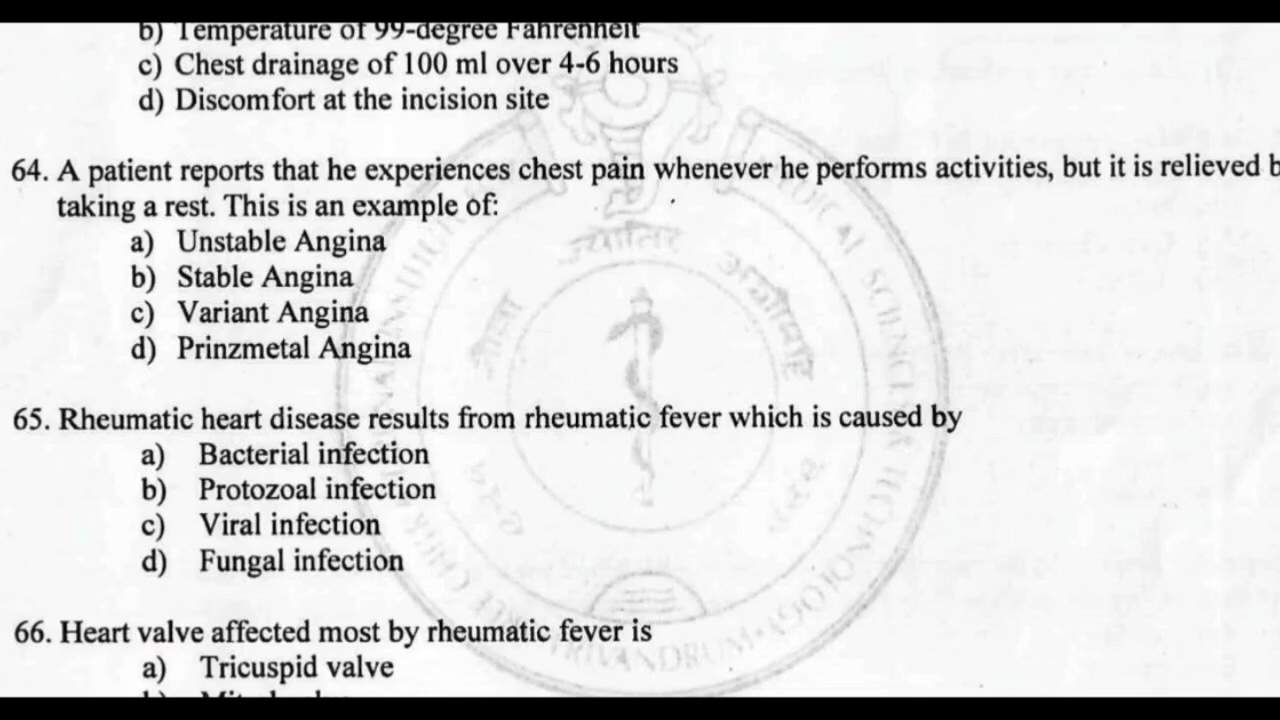 b) Temperature of 99-degree Fahrenheit
c) Chest drainage of 100 ml over 4-6 hours
d) Discomfort at the incision site
64. A patient reports that he experiences chest pain whenever he performs activities, but it is relieved b
taking a rest. This is an example of:
a) Unstable Angina
b) Stable Angina
c) Variant Angina
d) Prinzmetal Angina
65. Rheumatic heart disease results from rheumatic fever which is caused by
a) Bacterial infection
b) Protozoal infection
c) Viral infection
d) Fungal infection
66. Heart valve affected most by rheumatic fever is
a) Tricuspid valve